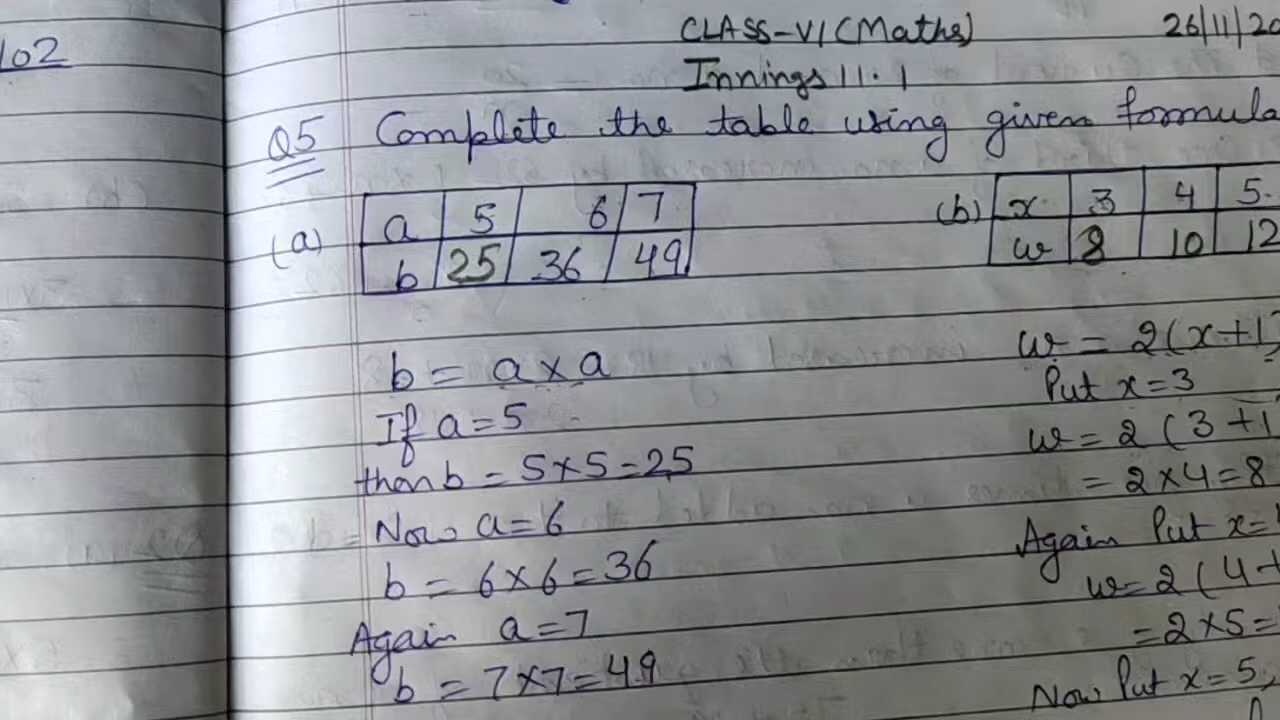 102
CLASS-VI (Maths)
26/11/20
Innings 11.1
Q5 Complete the table using given formula
(a)
a 5 6 7
b 25 36 49
b = a×a
If a=5
then b = 5×5=25
Now a=6
b = 6×6=36
Again a=7
b = 7×7=49
(b)
x 3 4 5
w 8 10 12
w = 2(x+1)
Put x=3
w = 2(3+1
= 2×4=8
Again Put x=
w=2(4+
=2×5=
Now Put x=5,